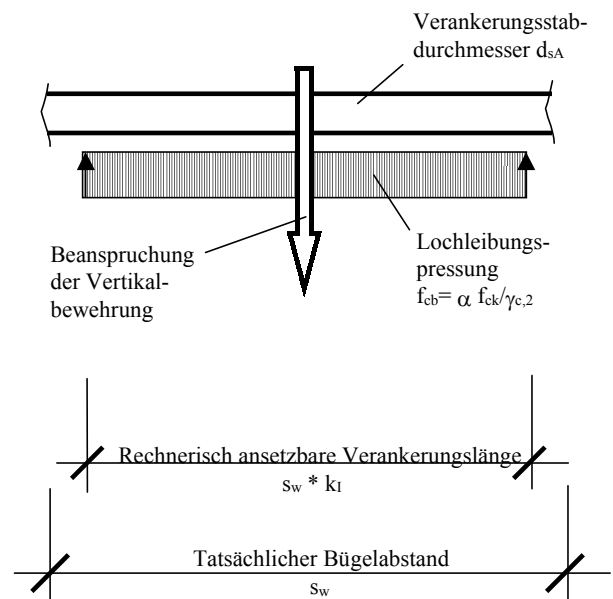 Verankerungsstab-
durchmesser dsA
Beanspruchung
der Vertikal-
bewehrung
Lochleibungs-
pressung
fcb= α fck/γc,2
Rechnerisch ansetzbare Verankerungslänge
sw * kI
Tatsächlicher Bügelabstand
sw